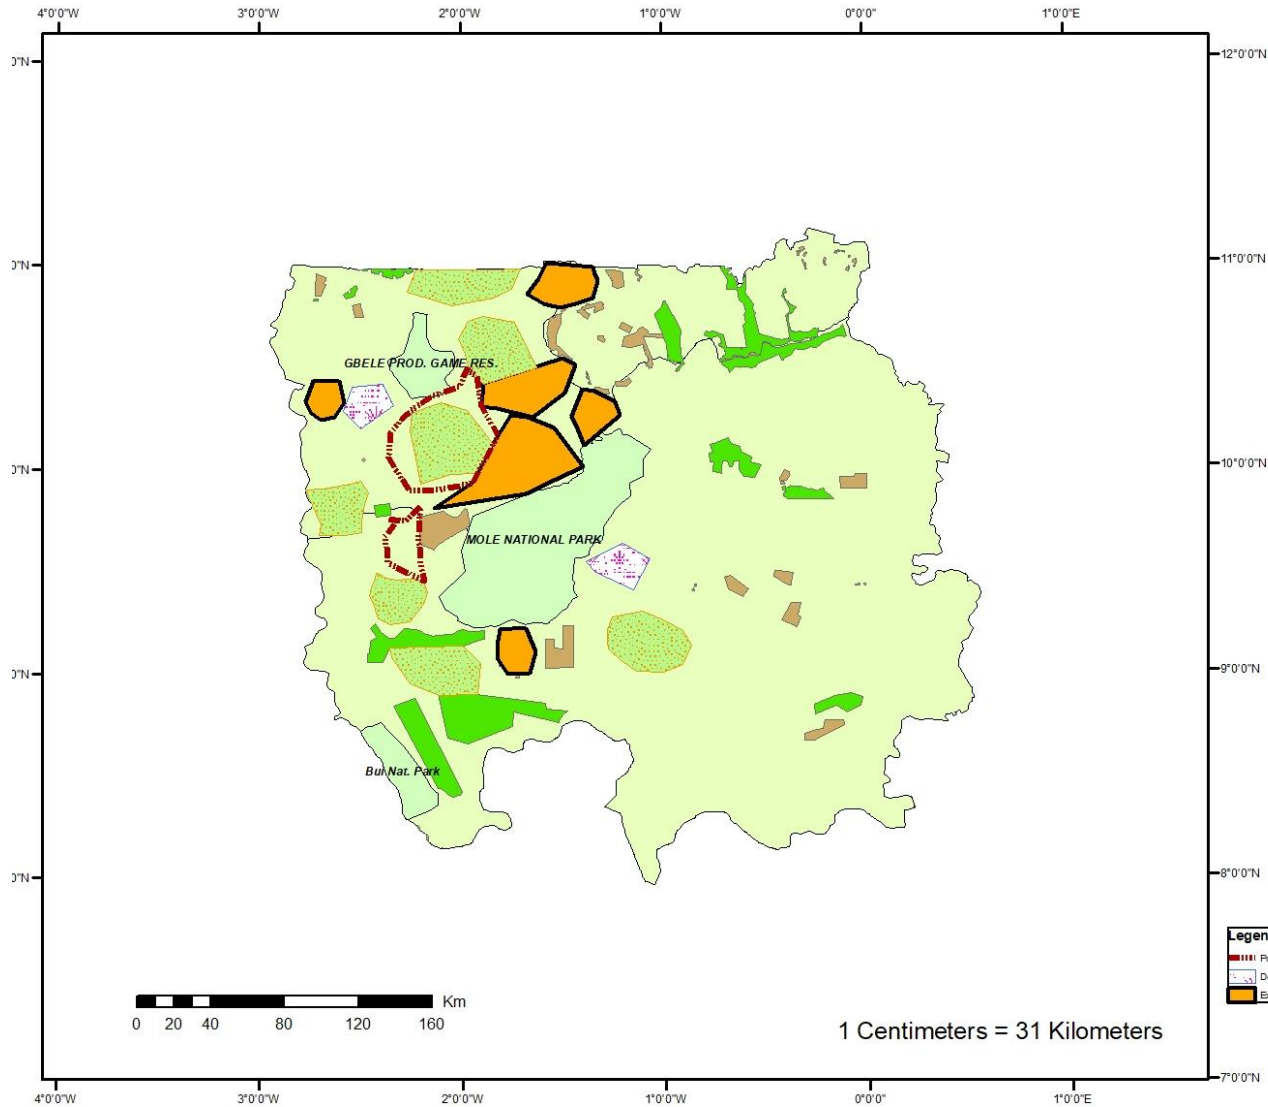 4°0'0"W 3°0'0"W 2°0'0"W 1°0'0"W 0°0'0" 1°0'0"E
12°0'0"N
11°0'0"N
GBELE PROD. GAME RES.
10°0'0"N
MOLE NATIONAL PARK
9°0'0"N
Bui Nat. Park
8°0'0"N
Legen
Km
0 20 40 80 120 160
1 Centimeters = 31 Kilometers
7°0'0"N
4°0'0"W 3°0'0"W 2°0'0"W 1°0'0"W 0°0'0" 1°0'0"E